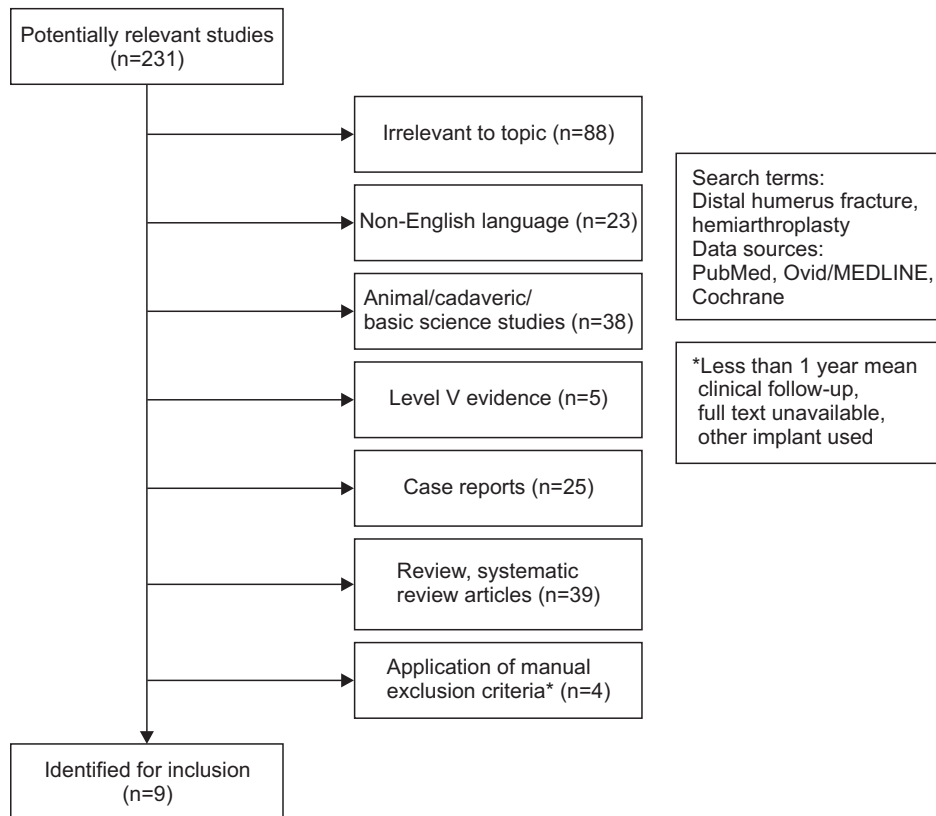 Potentially relevant studies
(n=231)
Irrelevant to topic (n=88)
Non-English language (n=23)
Animal/cadaveric/
basic science studies (n=38)
Level V evidence (n=5)
Case reports (n=25)
Review, systematic
review articles (n=39)
Application of manual
exclusion criteria* (n=4)
Identified for inclusion
(n=9)
Search terms:
Distal humerus fracture,
hemiarthroplasty
Data sources:
PubMed, Ovid/MEDLINE,
Cochrane
*Less than 1 year mean
clinical follow-up,
full text unavailable,
other implant used